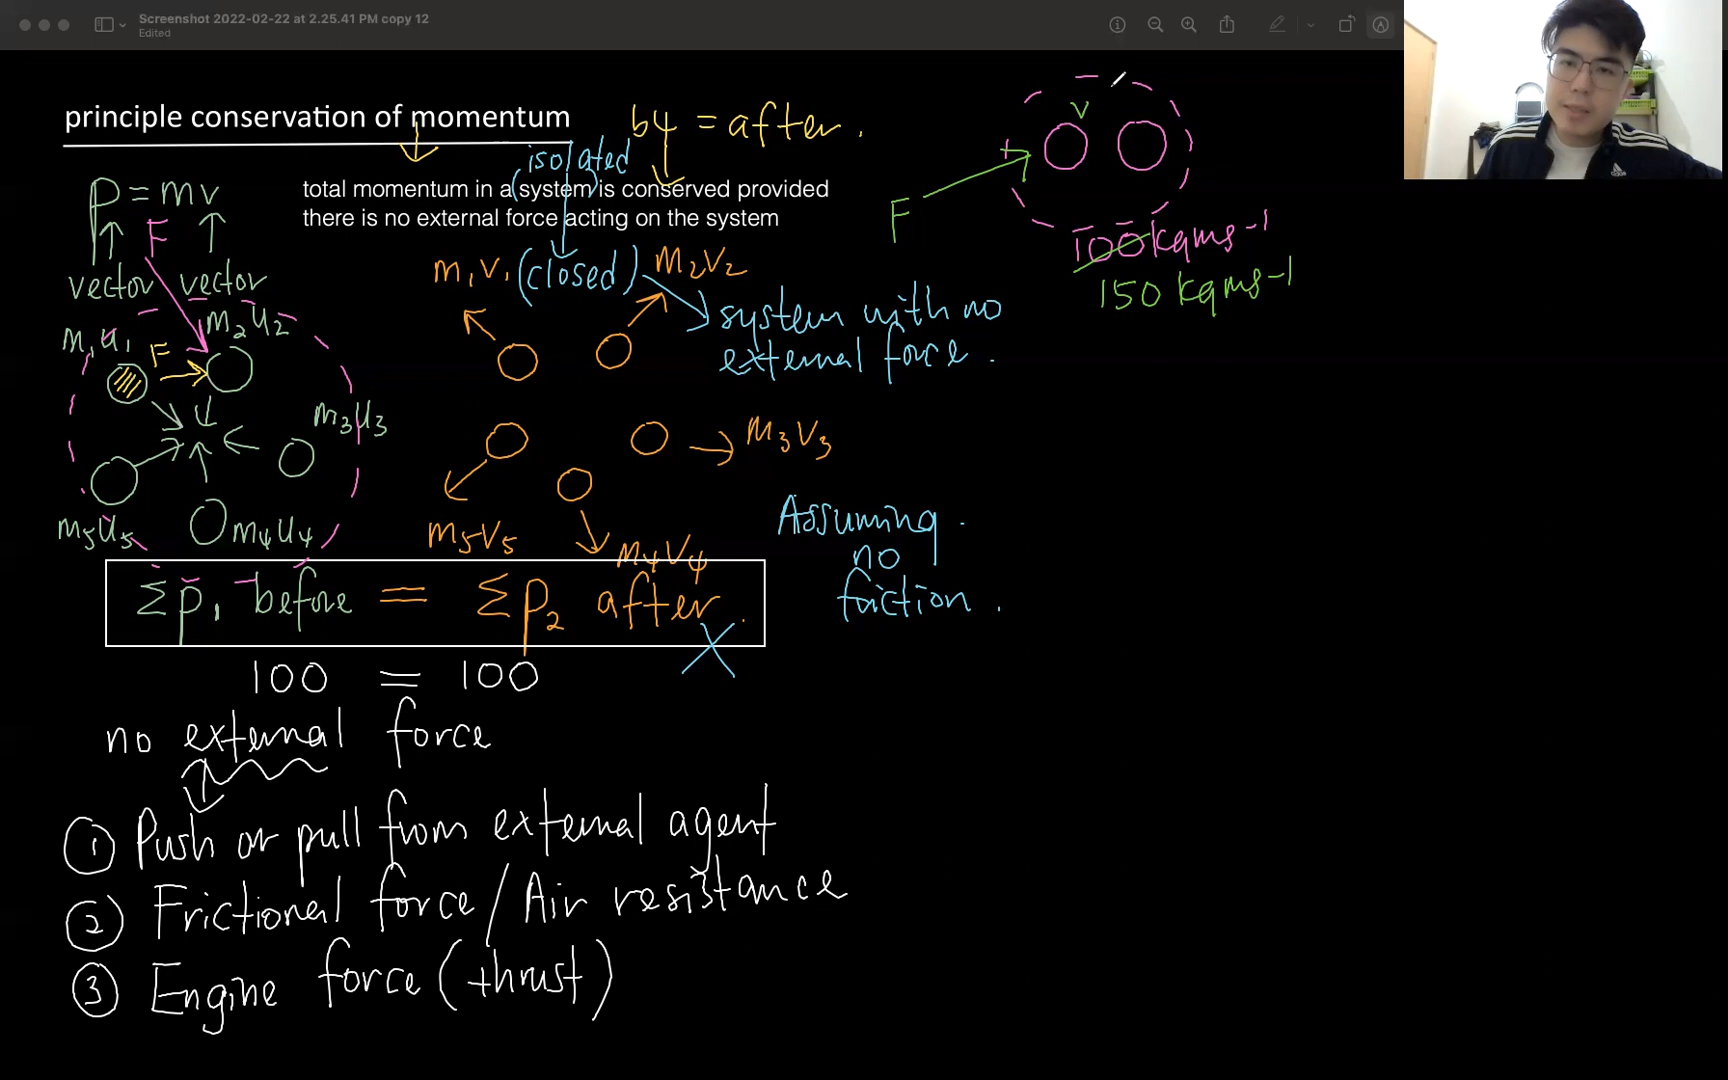 Screenshot 2022-02-22 at 2.25.41 PM copy 12
Edited
principle conservation of momentum
b4 = after.
isolated
total momentum in a (system) is conserved provided
there is no external force acting on the system
p = mv
F
vector vector
m₁u₁
m₂u₂
F
m₃u₃
m₅u₅
m₄u₄
m₁v₁
(closed)
m₂v₂
system with no
external force.
m₃v₃
m₅v₅
m₄v₄
Assuming.
no
friction.
Σp₁ before = Σp₂ after.
100 = 100
no external force
① Push or pull from external agent
② Frictional force / Air resistance
③ Engine force (thrust)
v
F
100 kgms-1
150 kgms-1